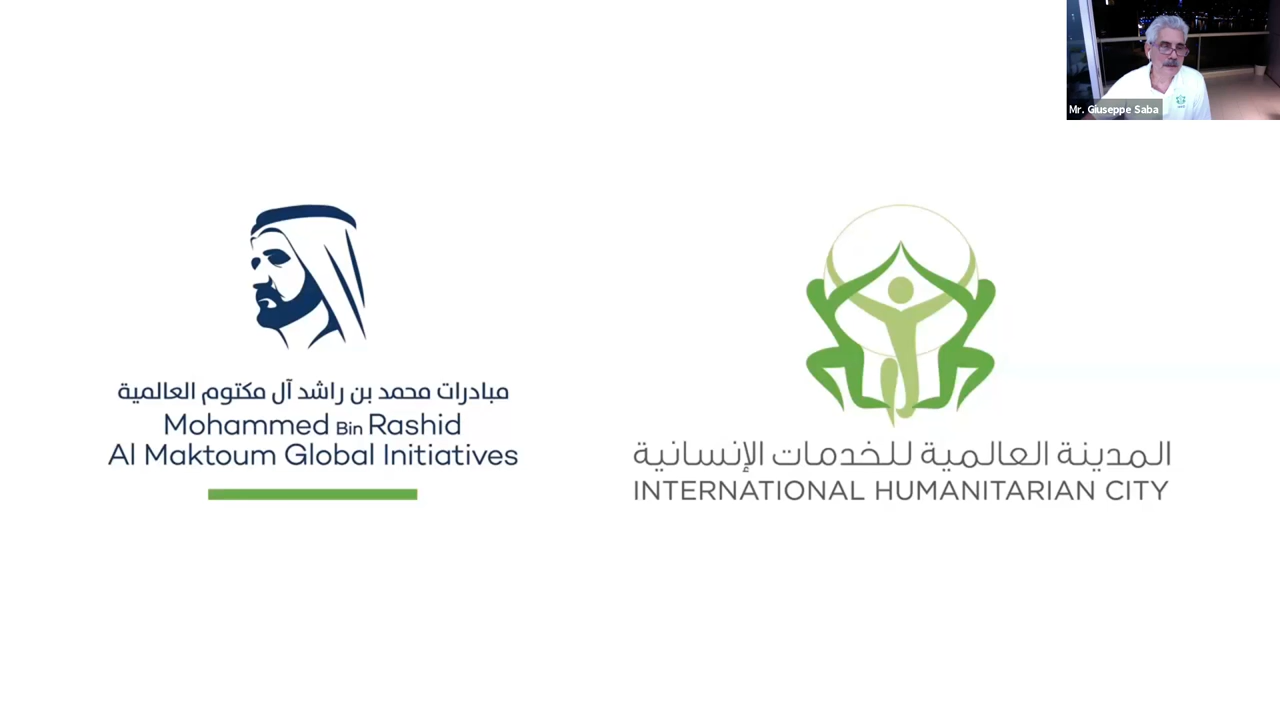 Mr. Giuseppe Saba
مبادرات محمد بن راشد آل مكتوم العالمية
Mohammed Bin Rashid
Al Maktoum Global Initiatives
المدينة العالمية للخدمات الإنسانية
INTERNATIONAL HUMANITARIAN CITY